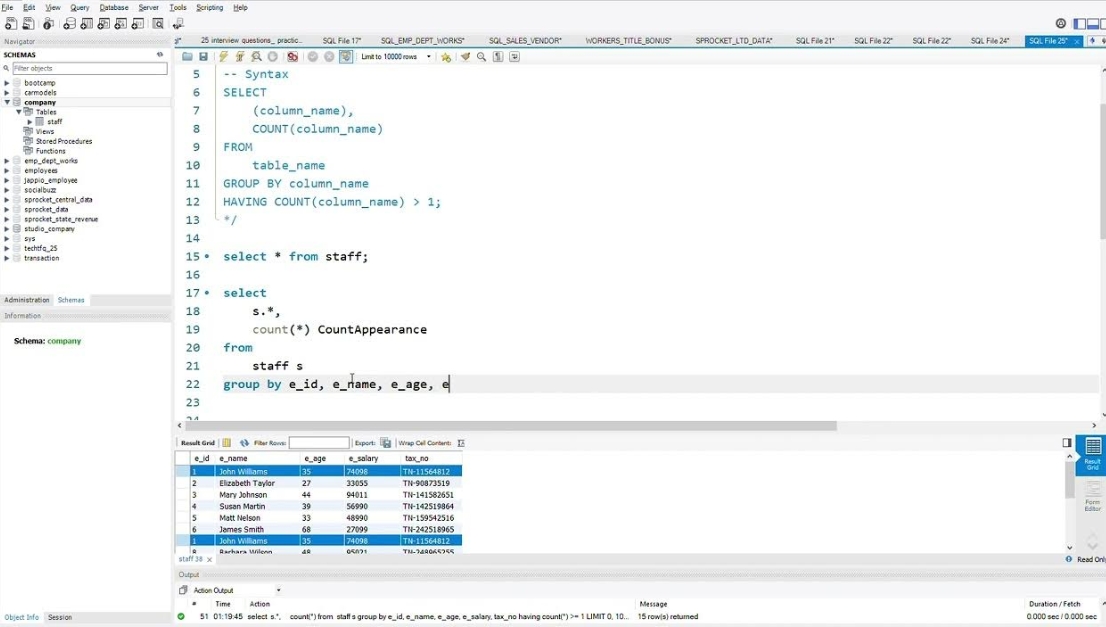 File Edit View Query Database Server Tools Scripting Help
Navigator
SCHEMAS
Filter objects
bootcamp
carmodels
company
Tables
staff
Views
Stored Procedures
Functions
emp_dept_works
employees
jappio_employee
socialbuzz
sprocket_central_data
sprocket_data
sprocket_state_revenue
studio_company
sys
techtfq_25
transaction
Administration Schemas
Information
Schema: company
Object Info Session
25 interview questions_ practic... SQL File 17* SQL_EMP_DEPT_WORKS* SQL_SALES_VENDOR* WORKERS_TITLE_BONUS* SPROCKET_LTD_DATA* SQL File 21* SQL File 22* SQL File 22* SQL File 24* SQL File 25*
Limit to 10000 rows
5 -- Syntax
6 SELECT
7 (column_name),
8 COUNT(column_name)
9 FROM
10 table_name
11 GROUP BY column_name
12 HAVING COUNT(column_name) > 1;
13 */
14
15 select * from staff;
16
17 select
18 s.*,
19 count(*) CountAppearance
20 from
21 staff s
22 group by e_id, e_name, e_age, e
23
Result Grid Filter Rows: Export: Wrap Cell Content:
e_id e_name e_age e_salary tax_no
1 John Williams 35 74098 TN-11564812
2 Elizabeth Taylor 27 33055 TN-90873519
3 Mary Johnson 44 94011 TN-141582651
4 Susan Martin 39 56990 TN-142519864
5 Matt Nelson 33 48990 TN-159542516
6 James Smith 68 27099 TN-242518965
1 John Williams 35 74098 TN-11564812
8 Barbara Wilson 48 95021 TN-248965255
Result Grid
Form Editor
staff 38
Read Only
Output
Action Output
# Time Action Message Duration / Fetch
51 01:19:45 select s.*, count(*) from staff s group by e_id, e_name, e_age, e_salary, tax_no having count(*) >= 1 LIMIT 0, 10... 15 row(s) returned 0.000 sec / 0.000 sec